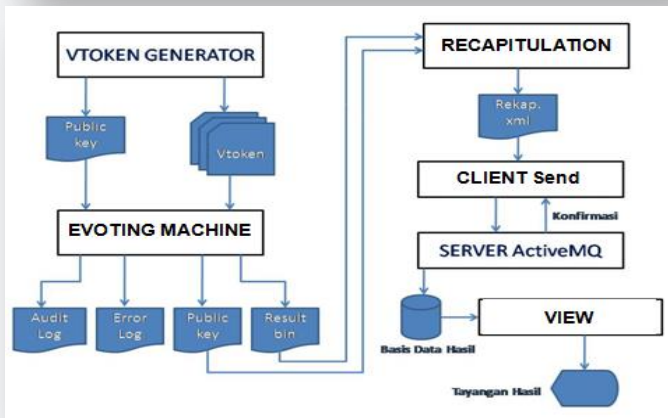 VTOKEN GENERATOR
Public
key
Vtoken
EVOTING MACHINE
Audit
Log
Error
Log
Public
key
Result
bin
RECAPITULATION
Rekap.
xml
CLIENT Send
Konfirmasi
SERVER ActiveMQ
Basis Data Hasil
VIEW
Tayangan Hasil